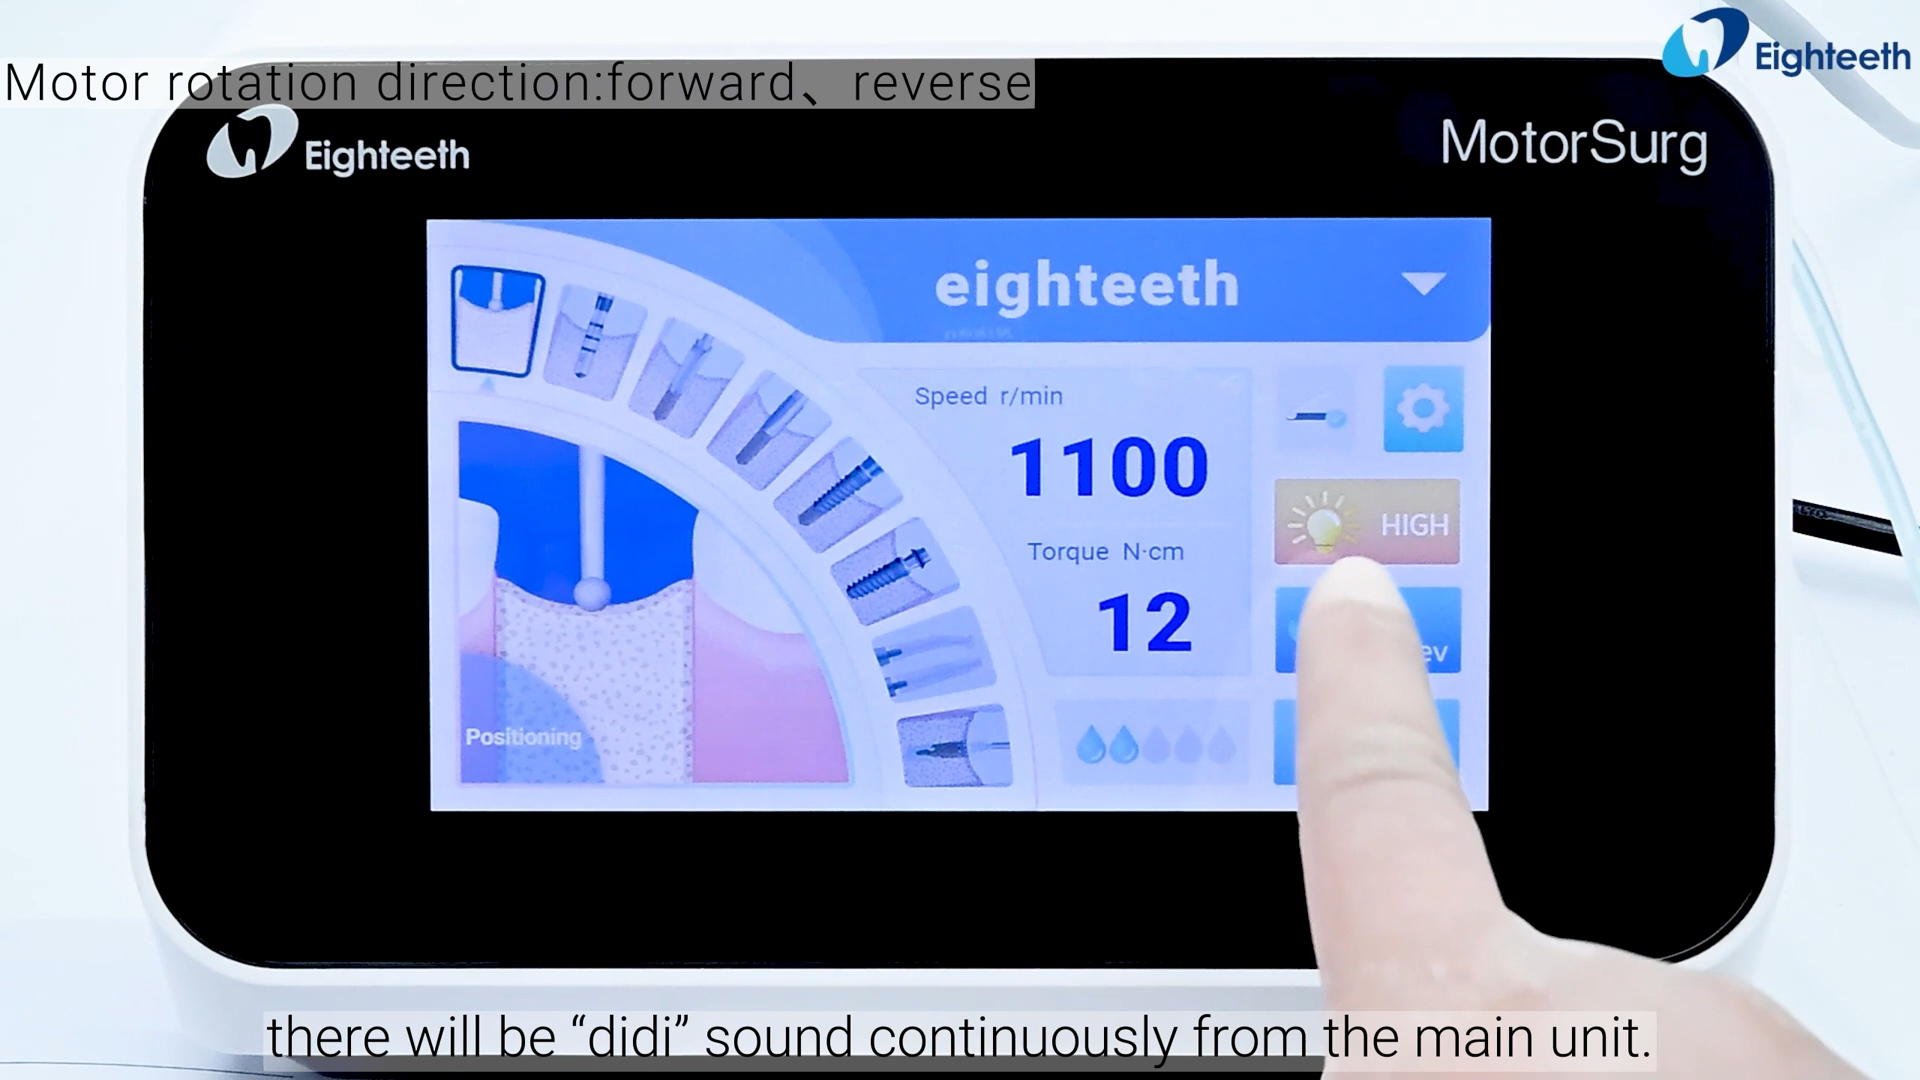 Eighteeth
Motor rotation direction:forward、reverse
Eighteeth
MotorSurg
eighteeth
Speed r/min
1100
HIGH
Torque N·cm
12
ev
Positioning
there will be “didi” sound continuously from the main unit.